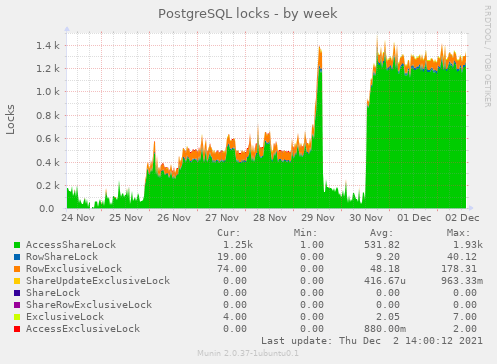 PostgreSQL locks - by week
RRDTOOL / TOBI OETIKER
Locks
1.4 k
1.2 k
1.0 k
0.8 k
0.6 k
0.4 k
0.2 k
0.0
24 Nov 25 Nov 26 Nov 27 Nov 28 Nov 29 Nov 30 Nov 01 Dec 02 Dec
Cur: Min: Avg: Max:
AccessShareLock 1.25k 1.00 531.82 1.93k
RowShareLock 19.00 0.00 9.20 40.12
RowExclusiveLock 74.00 0.00 48.18 178.31
ShareUpdateExclusiveLock 0.00 0.00 416.67u 963.33m
ShareLock 0.00 0.00 0.00 0.00
ShareRowExclusiveLock 0.00 0.00 0.00 0.00
ExclusiveLock 4.00 0.00 2.05 7.00
AccessExclusiveLock 0.00 0.00 880.00m 2.00
Last update: Thu Dec 2 14:00:12 2021
Munin 2.0.37-1ubuntu0.1